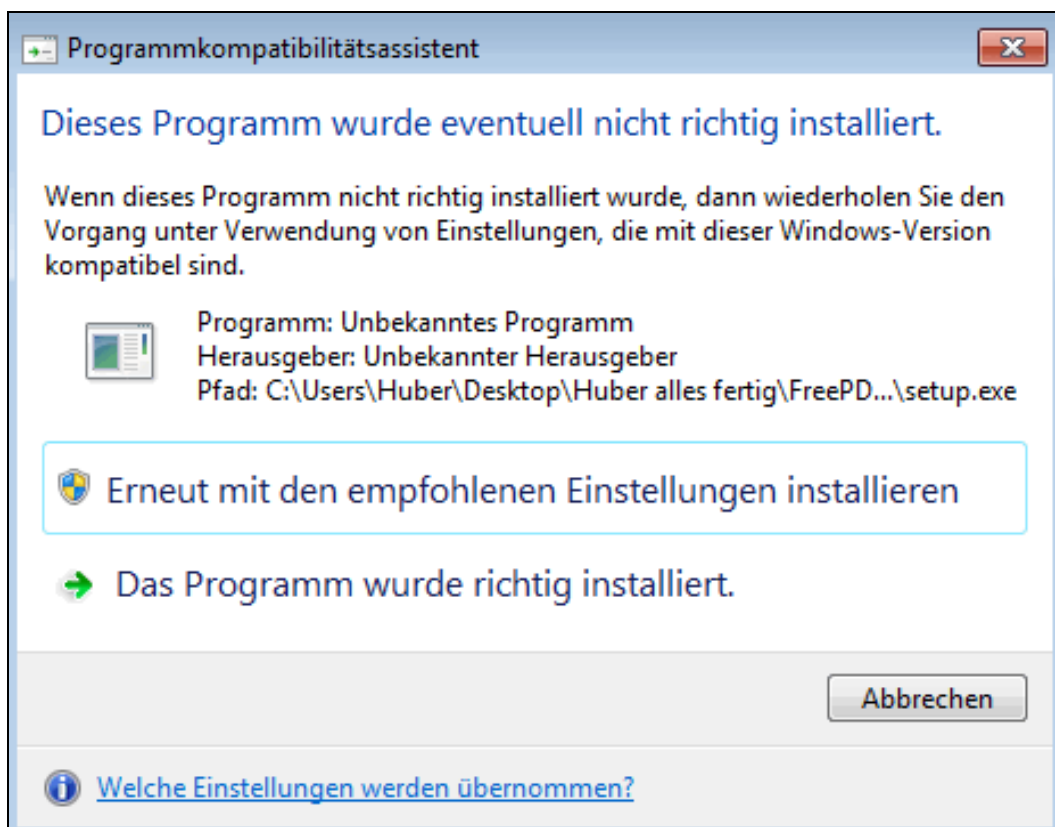 Programmkompatibilitätsassistent
Dieses Programm wurde eventuell nicht richtig installiert.
Wenn dieses Programm nicht richtig installiert wurde, dann wiederholen Sie den
Vorgang unter Verwendung von Einstellungen, die mit dieser Windows-Version
kompatibel sind.
Programm: Unbekanntes Programm
Herausgeber: Unbekannter Herausgeber
Pfad: C:\Users\Huber\Desktop\Huber alles fertig\FreePD...\setup.exe
Erneut mit den empfohlenen Einstellungen installieren
Das Programm wurde richtig installiert.
Abbrechen
Welche Einstellungen werden übernommen?